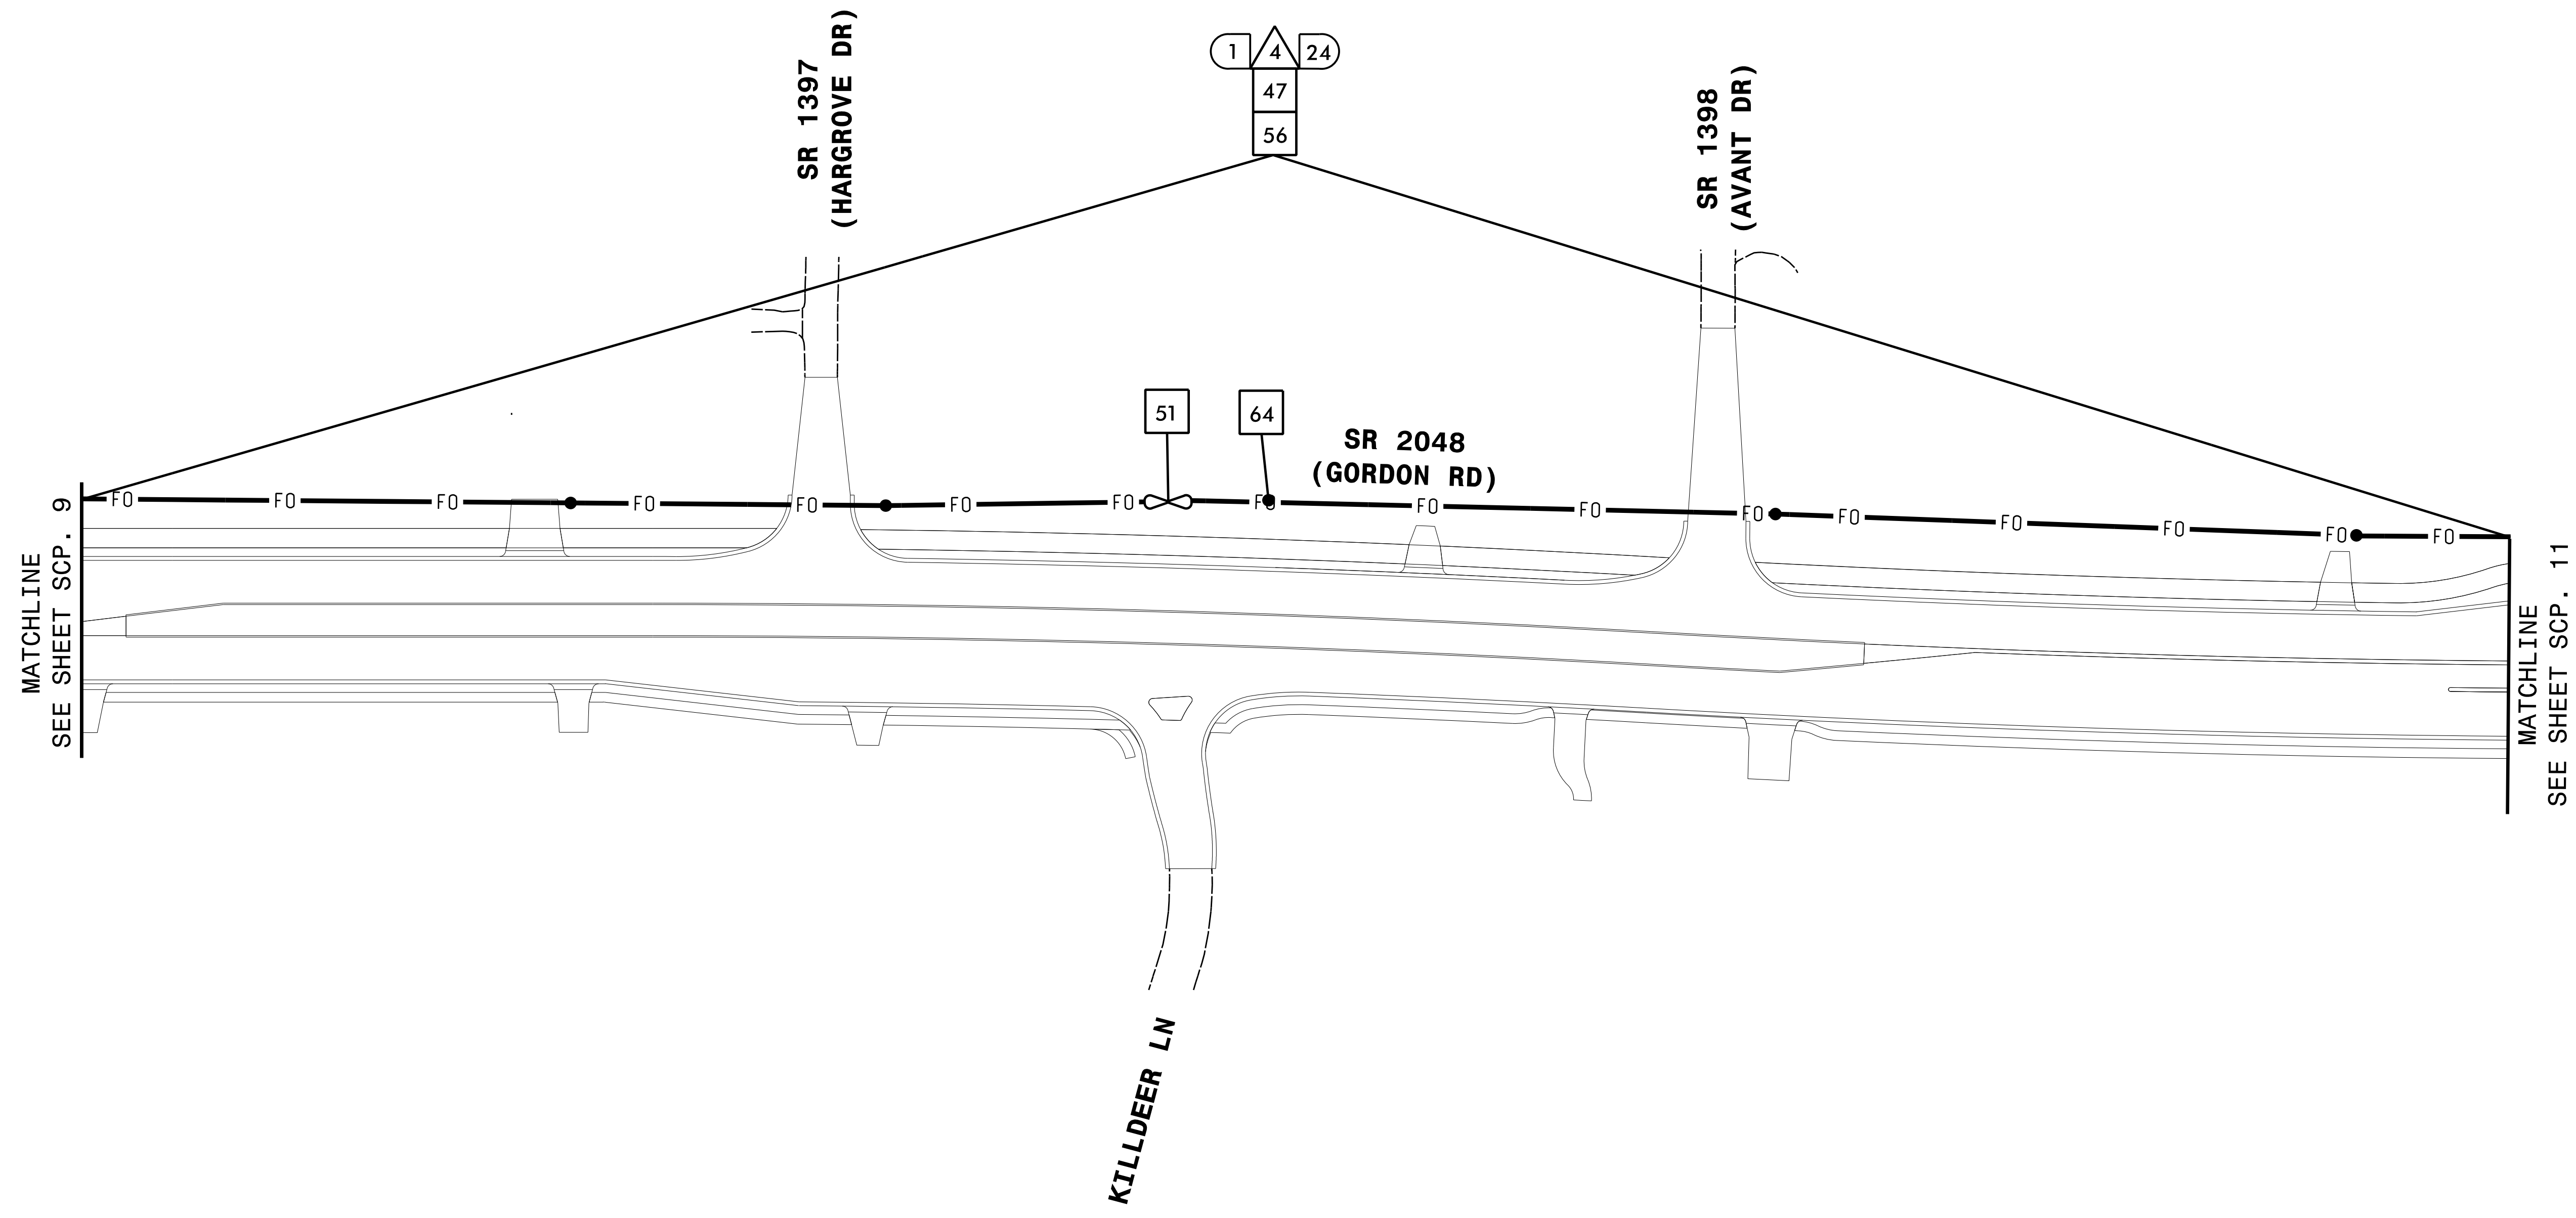 SR 1397
(HARGROVE DR)
1 4 24
47
56
SR 1398
(AVANT DR)
51
64
SR 2048
(GORDON RD)
FO FO FO FO FO FO FO FO FO FO FO FO FO FO FO
MATCHLINE
SEE SHEET SCP. 9
MATCHLINE
SEE SHEET SCP. 11
KILLDEER LN